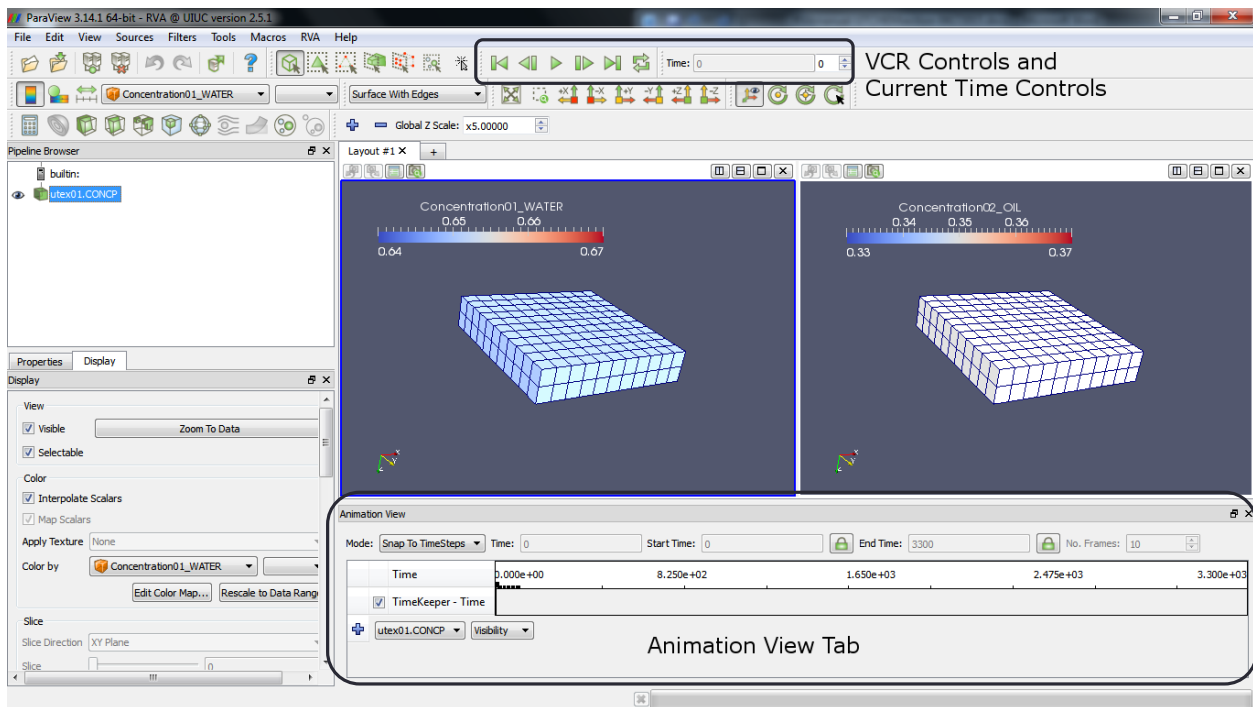 ParaView 3.14.1 64-bit - RVA @ UIUC version 2.5.1
File Edit View Sources Filters Tools Macros RVA Help
Time: 0 0
VCR Controls and
Current Time Controls
Concentration01_WATER
Surface With Edges
+X -X +Y -Y +Z -Z
Global Z Scale: x5.00000
Pipeline Browser
Layout #1 X +
builtin:
utex01.CONCP
Concentration01_WATER
0.65 0.66
0.64 0.67
Concentration02_OIL
0.34 0.35 0.36
0.33 0.37
X
Y
Z
X
Y
Z
Properties Display
Display
View
Visible Zoom To Data
Selectable
Color
Interpolate Scalars
Map Scalars
Apply Texture None
Color by Concentration01_WATER
Edit Color Map... Rescale to Data Rang
Slice
Slice Direction XY Plane
Slice 0
Animation View
Mode: Snap To TimeSteps Time: 0 Start Time: 0 End Time: 3300 No. Frames: 10
Time 0.000e+00 8.250e+02 1.650e+03 2.475e+03 3.300e+03
TimeKeeper - Time
utex01.CONCP Visibility
Animation View Tab